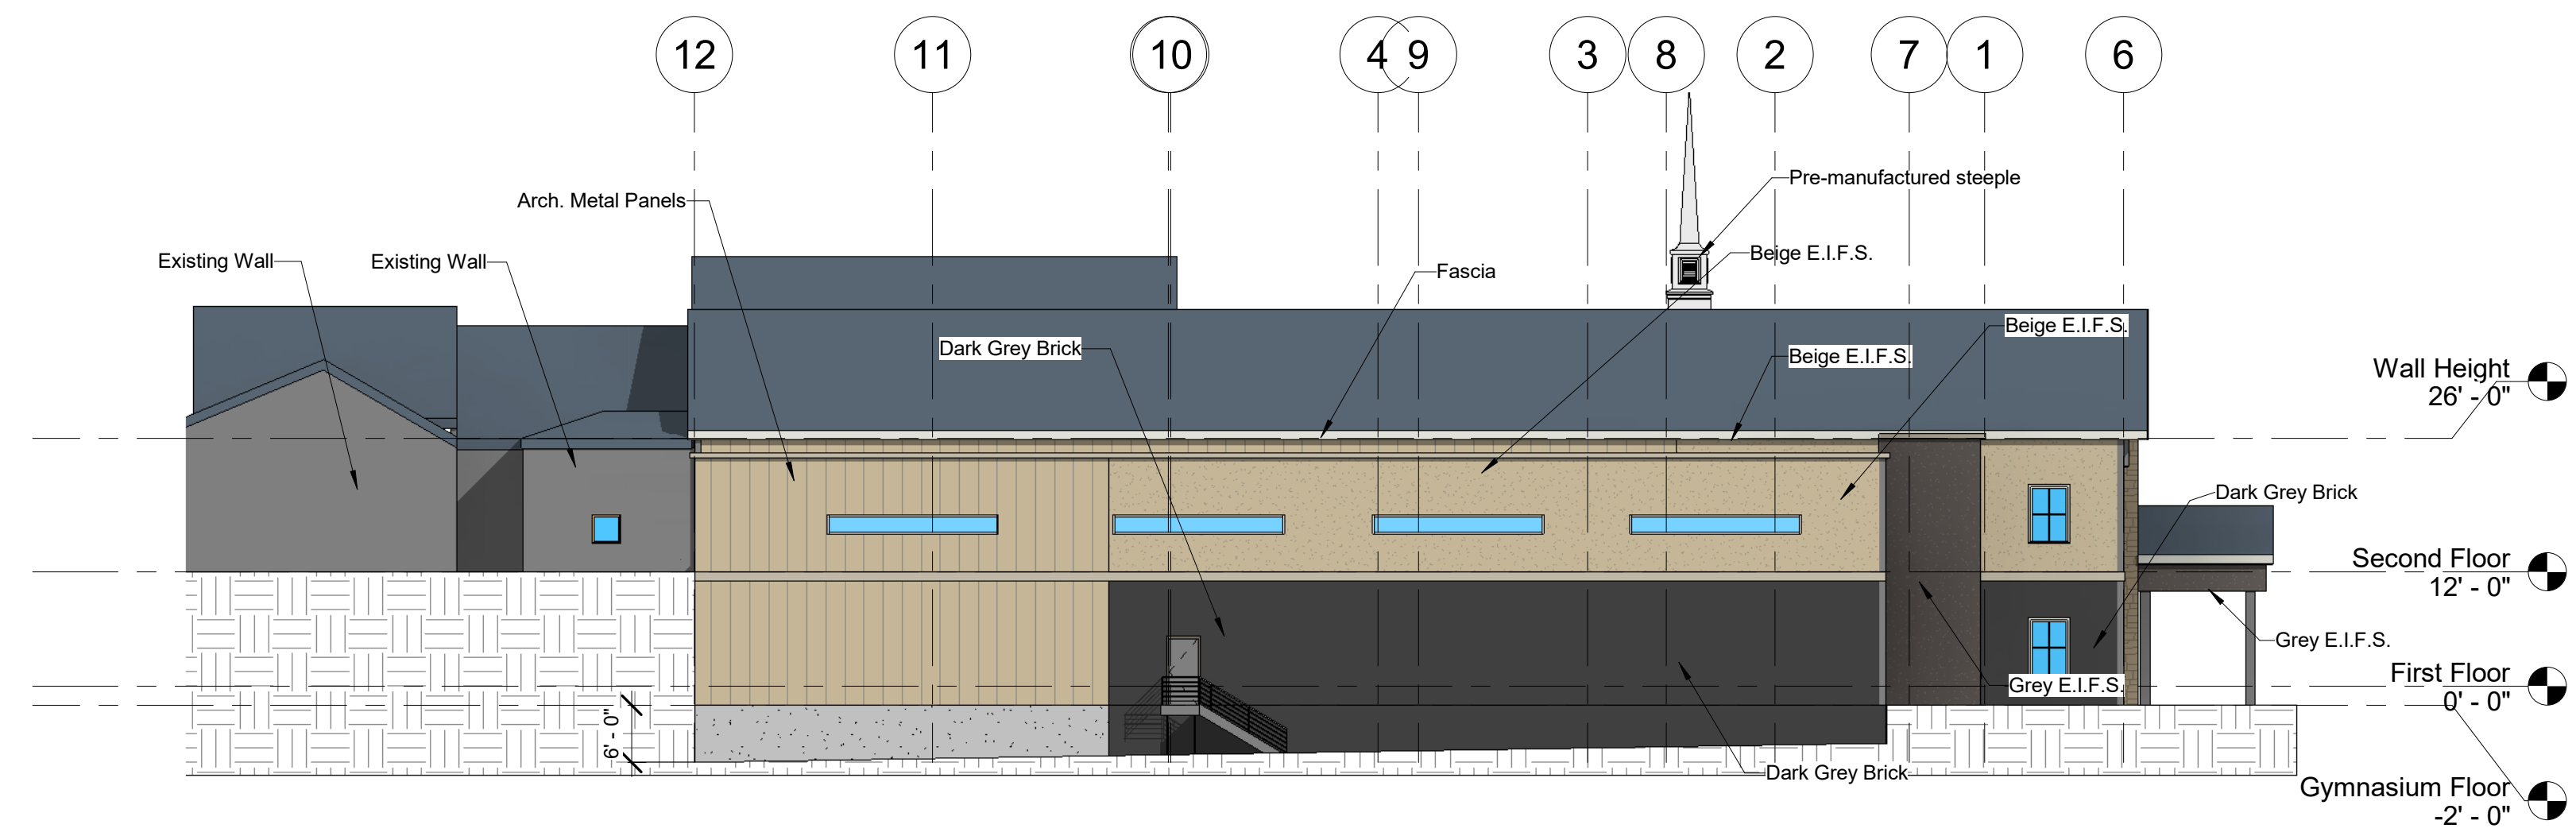 12
11
10
4
9
3
8
2
7
1
6
Pre-manufactured steeple
Arch. Metal Panels
Beige E.I.F.S.
Existing Wall
Existing Wall
Fascia
Beige E.I.F.S.
Dark Grey Brick
Beige E.I.F.S.
Wall Height
26' - 0"
Dark Grey Brick
Second Floor
12' - 0"
Grey E.I.F.S.
First Floor
0' - 0"
Grey E.I.F.S.
6' - 0"
Dark Grey Brick
Gymnasium Floor
-2' - 0"